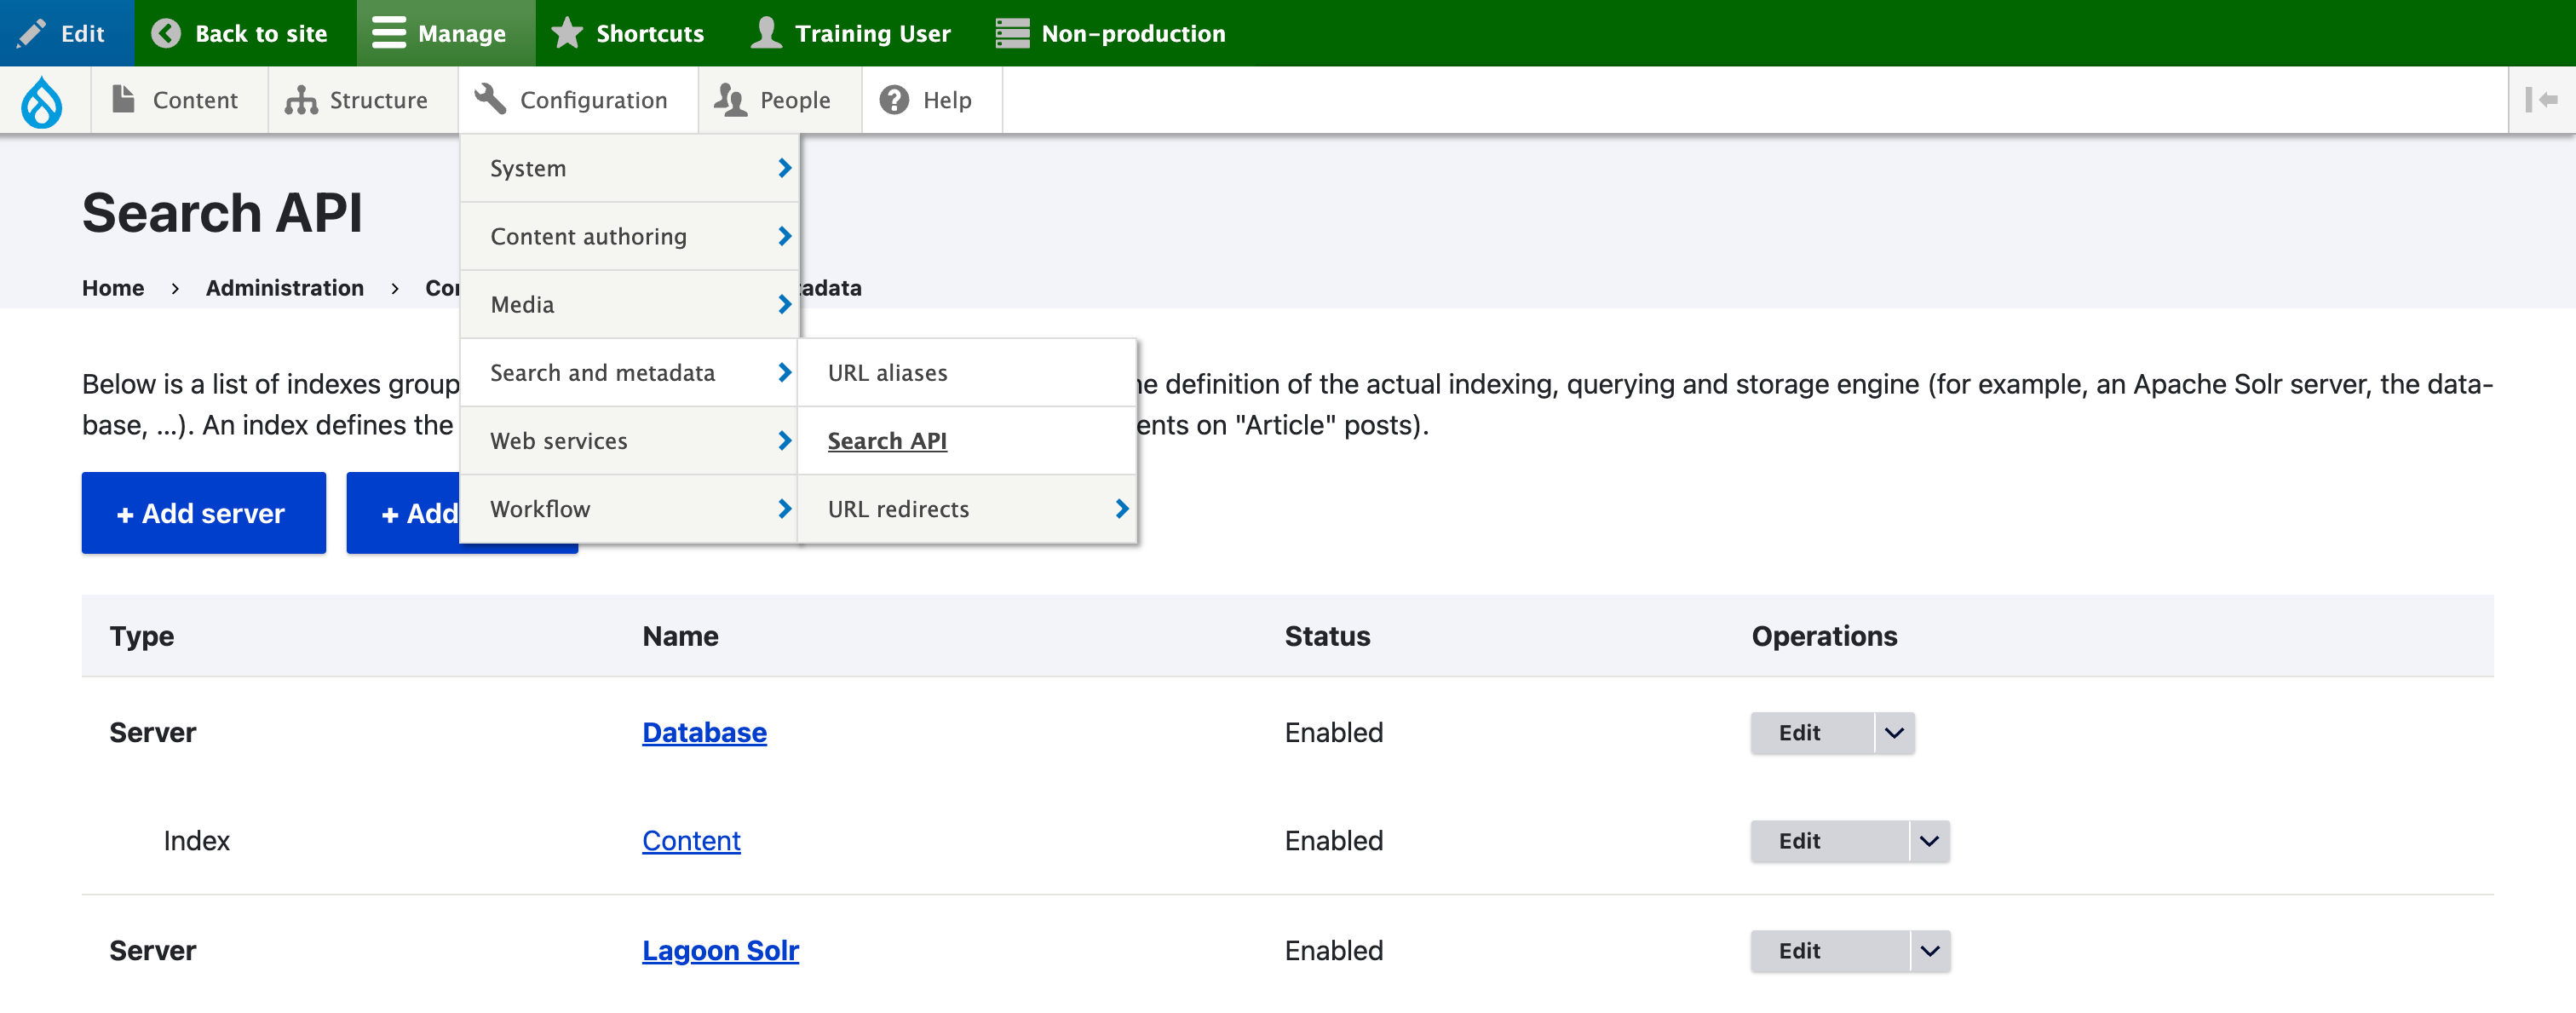 Edit Back to site Manage Shortcuts Training User Non-production
Content Structure Configuration People Help
System
Content authoring
Media
Search and metadata
Web services
Workflow
URL aliases
Search API
URL redirects
Search API
Home › Administration ›
Below is a list of indexes definition of the actual indexing, querying and storage engine (for example, an Apache Solr server, the data-
base, ...). An index defines the on "Article" posts).
+ Add server + Add
Type Name Status Operations
Server Database Enabled Edit
Index Content Enabled Edit
Server Lagoon Solr Enabled Edit